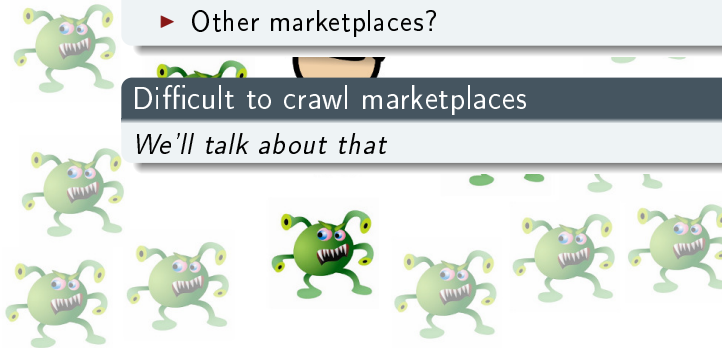 ► Other marketplaces?
Difficult to crawl marketplaces
We'll talk about that